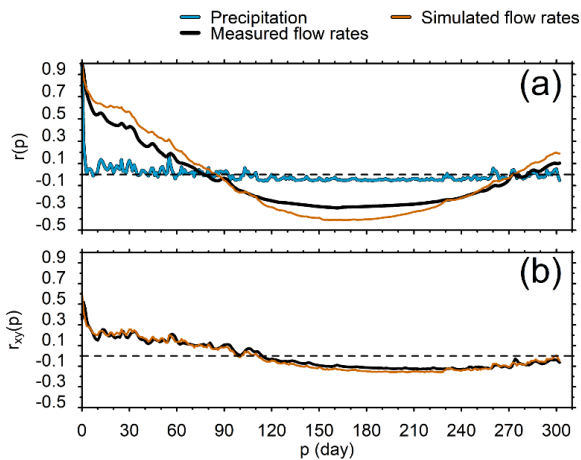 Precipitation Simulated flow rates
Measured flow rates
(a)
0.9
0.7
0.5
0.3
0.1
-0.1
-0.3
-0.5
r(p)
(b)
0.9
0.7
0.5
0.3
0.1
-0.1
-0.3
-0.5
rxy(p)
0 30 60 90 120 150 180 210 240 270 300
p (day)